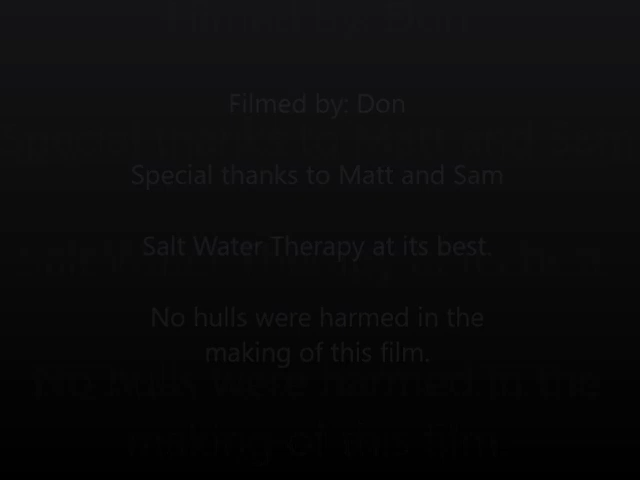 Filmed by: Don
Special thanks to Matt and Sam
Salt Water Therapy at its best.
No hulls were harmed in the
making of this film.